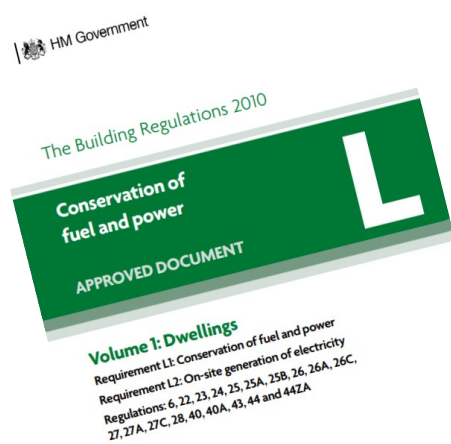 HM Government
The Building Regulations 2010
Conservation of
fuel and power
L
APPROVED DOCUMENT
Volume 1: Dwellings
Requirement L1: Conservation of fuel and power
Requirement L2: On-site generation of electricity
Regulations: 6, 22, 23, 24, 25, 25A, 25B, 26, 26A, 26C,
27, 27A, 27C, 28, 40, 40A, 43, 44 and 44ZA